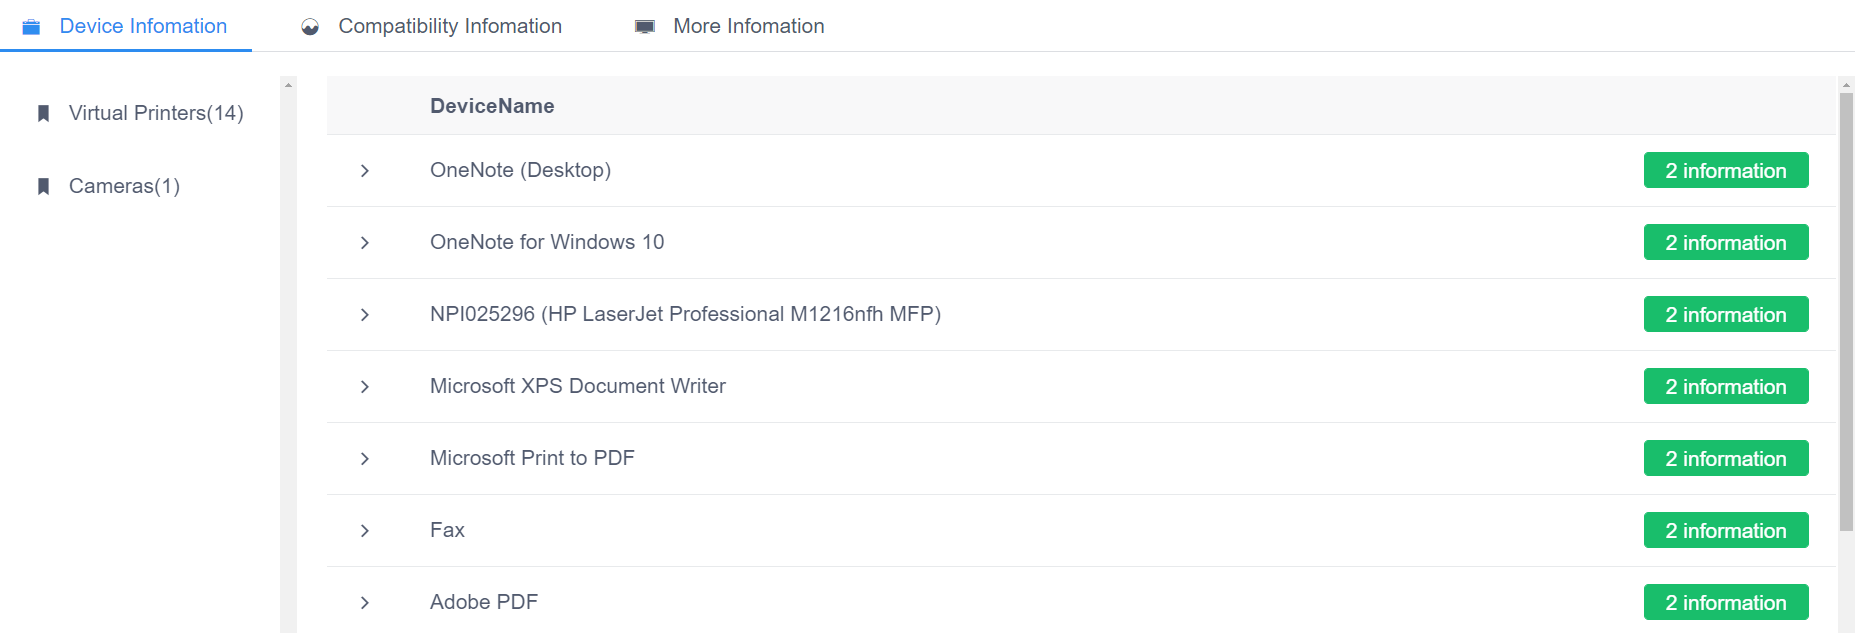 Device Infomation
Compatibility Infomation
More Infomation
Virtual Printers(14)
Cameras(1)
DeviceName
OneNote (Desktop) 2 information
OneNote for Windows 10 2 information
NPI025296 (HP LaserJet Professional M1216nfh MFP) 2 information
Microsoft XPS Document Writer 2 information
Microsoft Print to PDF 2 information
Fax 2 information
Adobe PDF 2 information